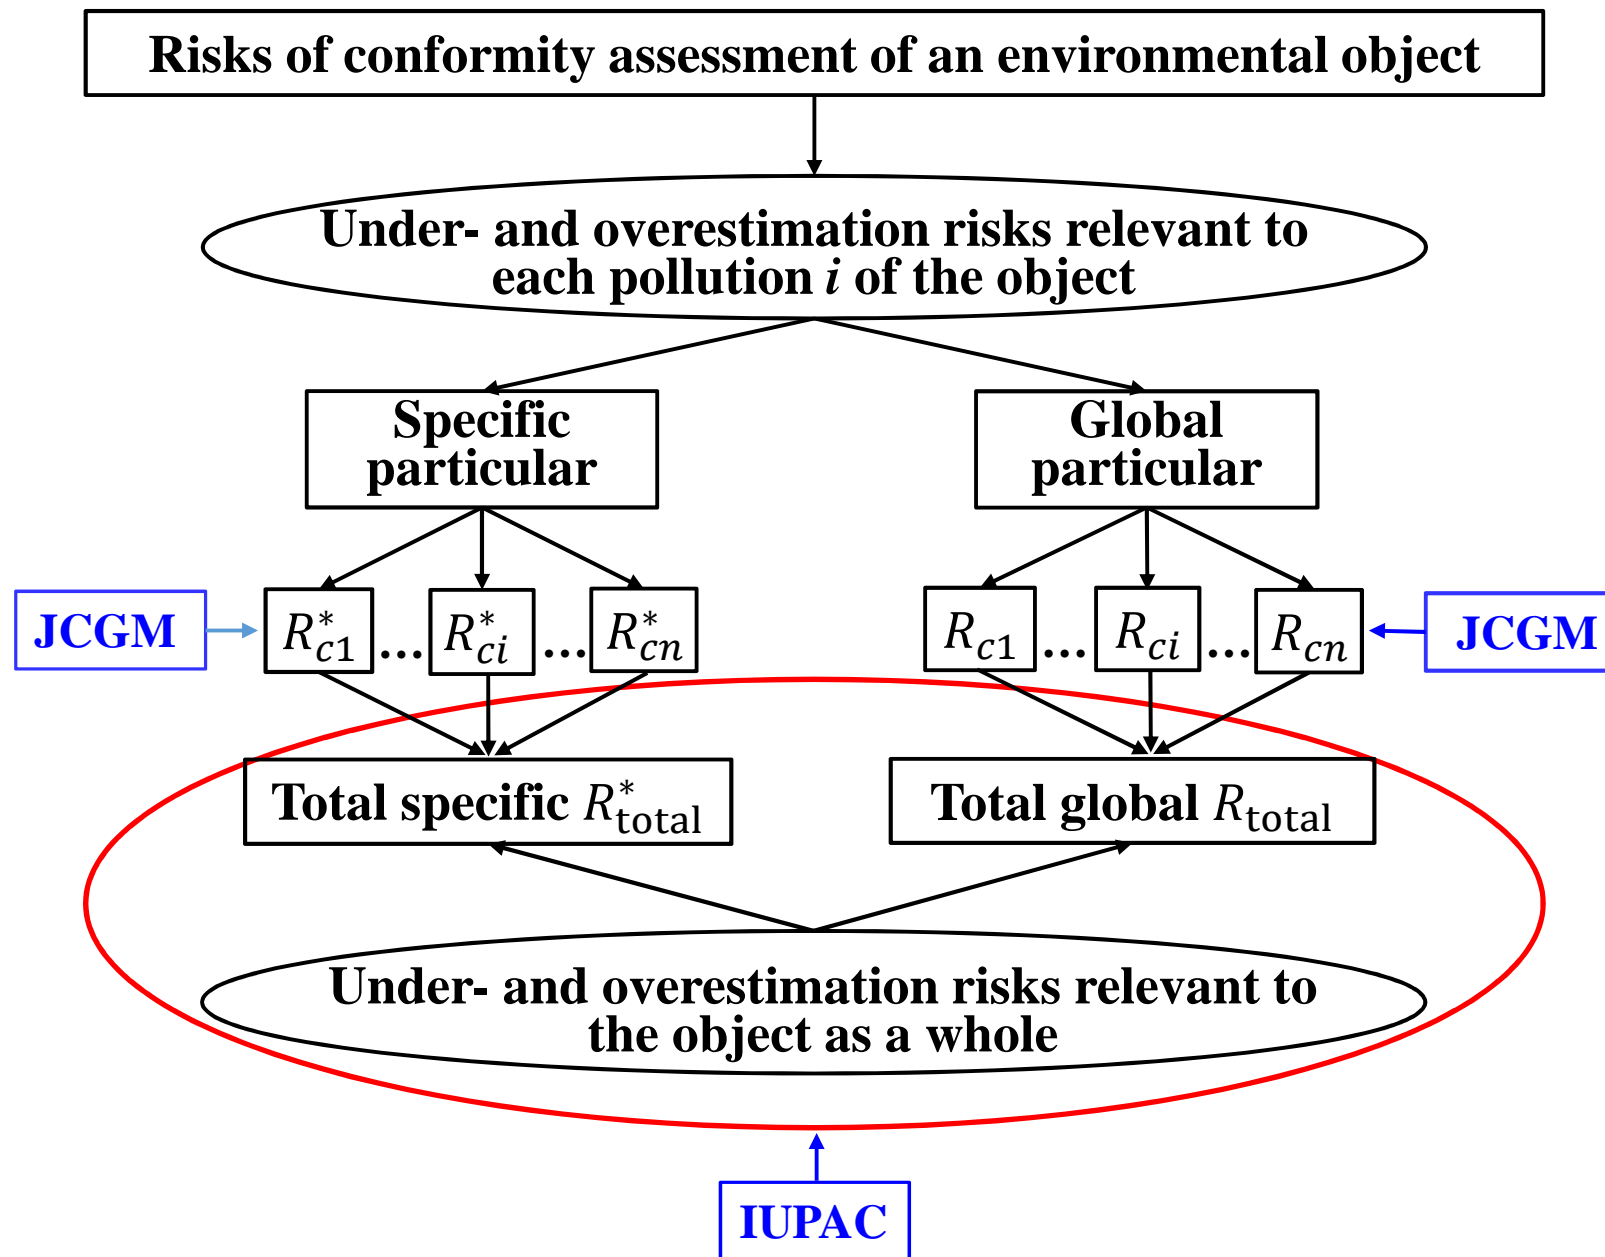 Risks of conformity assessment of an environmental object
Under- and overestimation risks relevant to
each pollution i of the object
Specific
particular
Global
particular
JCGM
R*c1 ... R*ci ... R*cn
Rc1 ... Rci ... Rcn
JCGM
Total specific R*total
Total global Rtotal
Under- and overestimation risks relevant to
the object as a whole
IUPAC